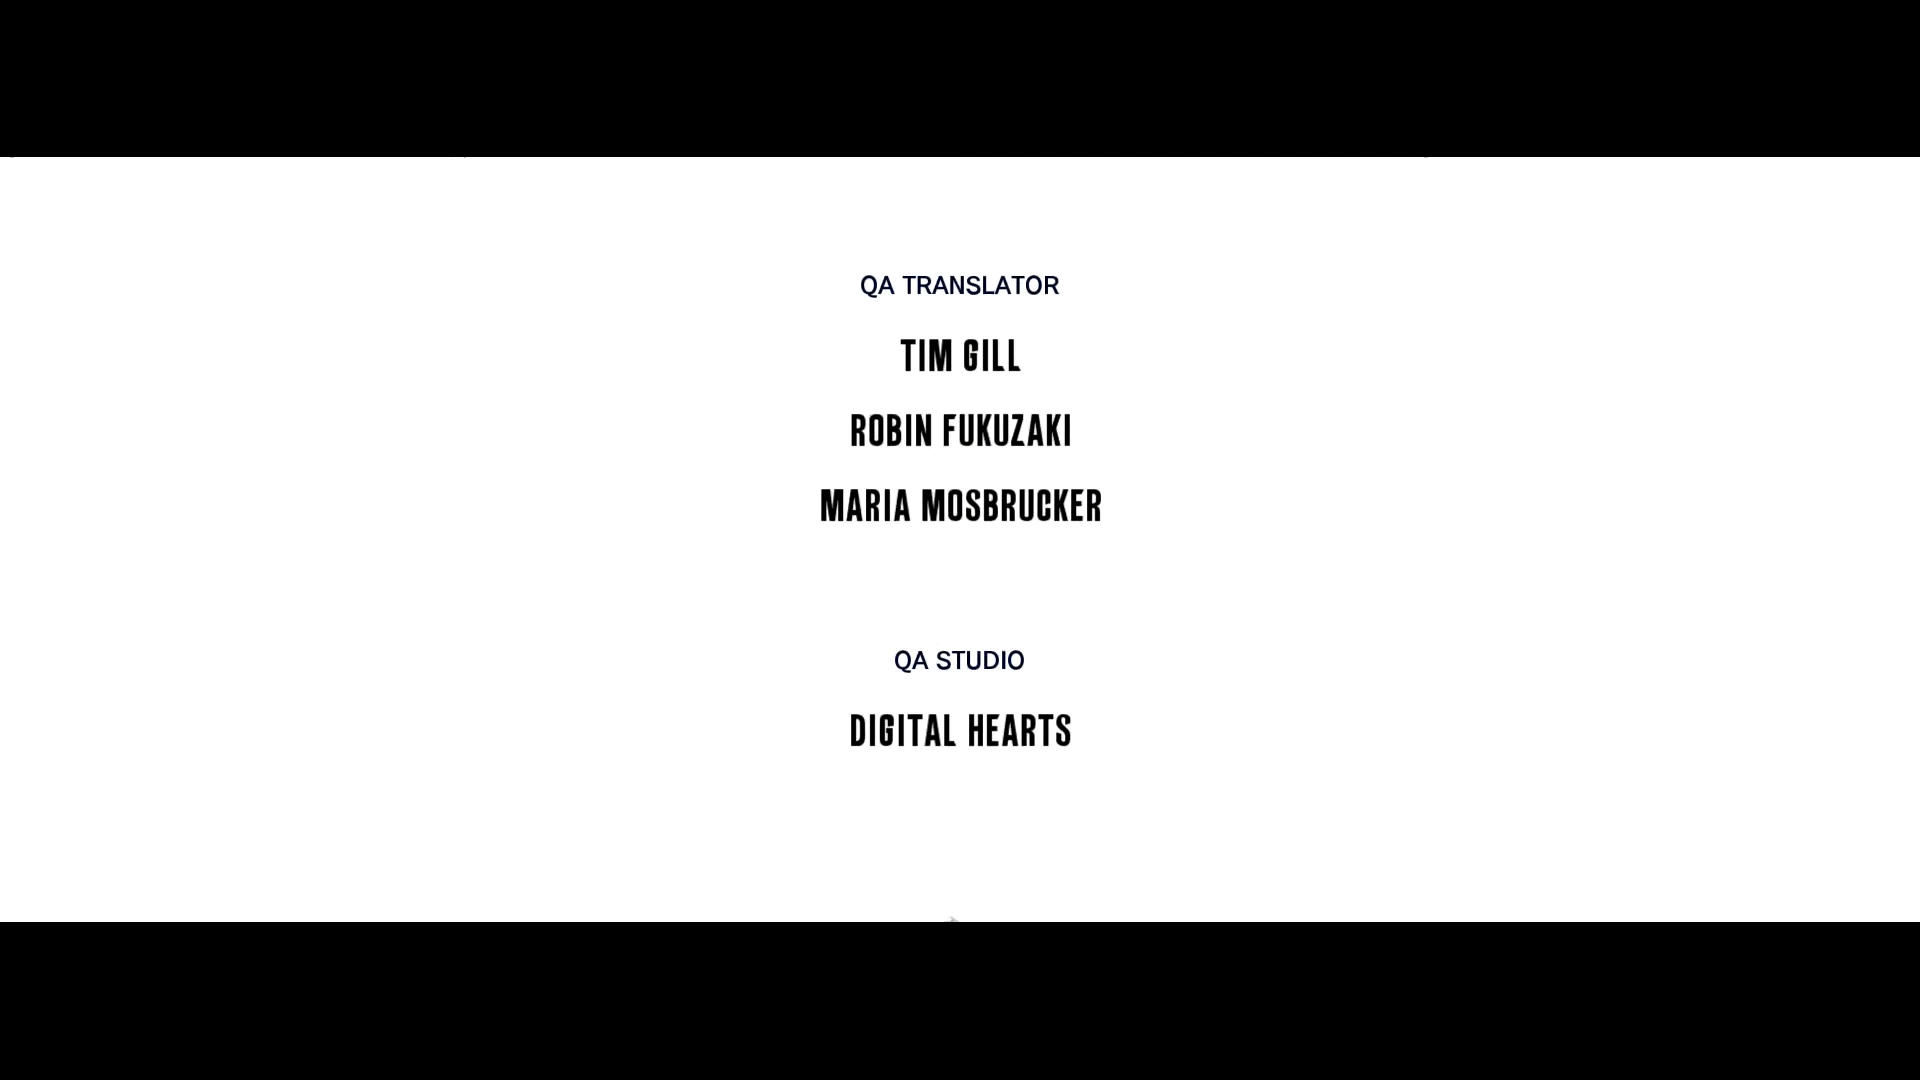 QA TRANSLATOR
TIM GILL
ROBIN FUKUZAKI
MARIA MOSBRUCKER
QA STUDIO
DIGITAL HEARTS